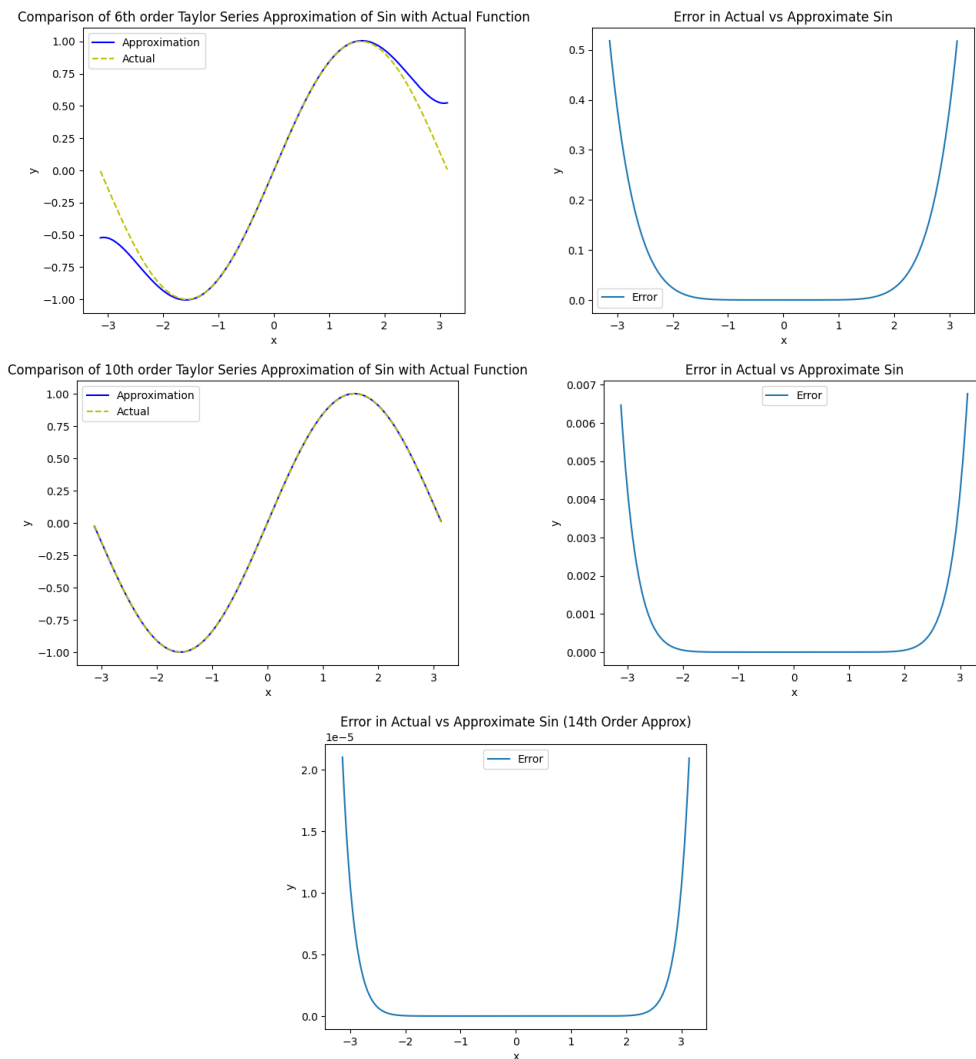 Comparison of 6th order Taylor Series Approximation of Sin with Actual Function
Approximation
Actual
1.00
0.75
0.50
0.25
0.00
−0.25
−0.50
−0.75
−1.00
y
−3 −2 −1 0 1 2 3
x
Error in Actual vs Approximate Sin
0.5
0.4
0.3
0.2
0.1
0.0
y
Error
−3 −2 −1 0 1 2 3
x
Comparison of 10th order Taylor Series Approximation of Sin with Actual Function
Approximation
Actual
1.00
0.75
0.50
0.25
0.00
−0.25
−0.50
−0.75
−1.00
y
−3 −2 −1 0 1 2 3
x
Error in Actual vs Approximate Sin
Error
0.007
0.006
0.005
0.004
0.003
0.002
0.001
0.000
y
−3 −2 −1 0 1 2 3
x
Error in Actual vs Approximate Sin (14th Order Approx)
1e−5
Error
2.0
1.5
1.0
0.5
0.0
y
−3 −2 −1 0 1 2 3
x